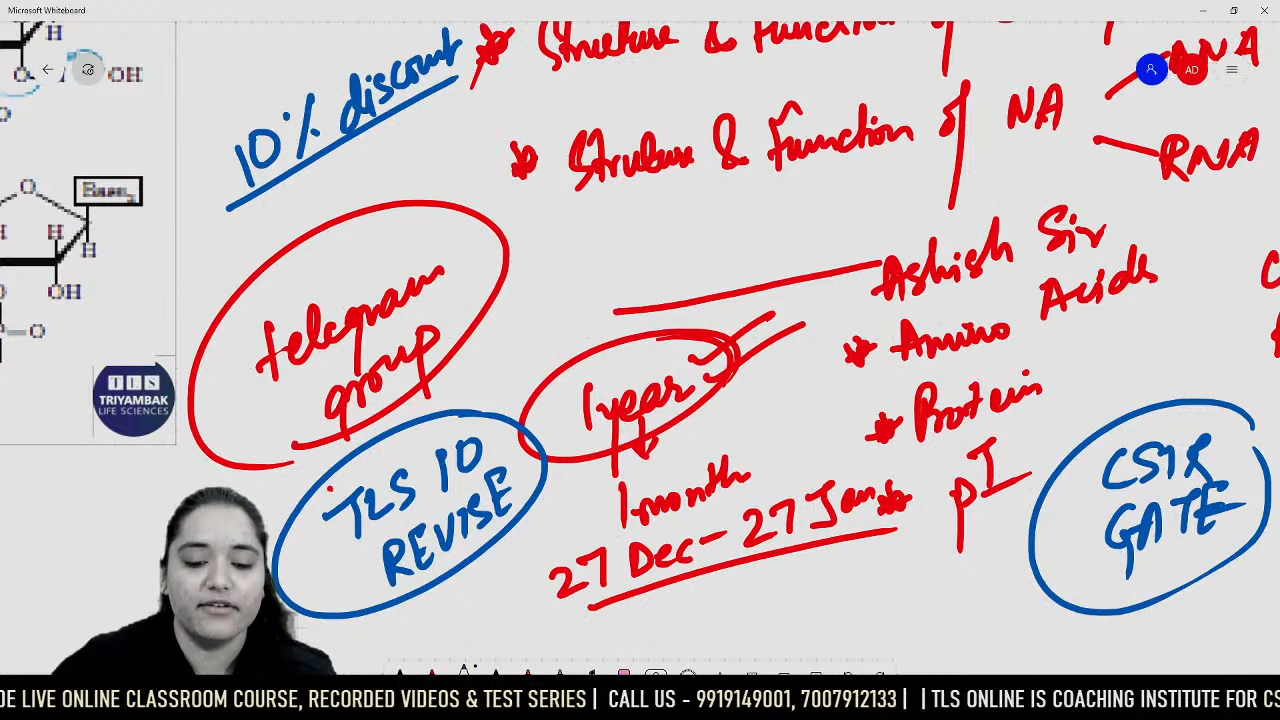 Microsoft Whiteboard
H
OH
AD
10% discount
* Structure & Function of
* Structure & Function of NA
RNA
O
Base
H
H
OH
O
Ashish Sir
* Amino Acids
* Protein
* pI
telegram
group
1 year
1 month
27 Dec - 27 Jan
TLS 10
REVISE
CSIR
GATE
TLS
TRIYAMBAK
LIFE SCIENCES
DE LIVE ONLINE CLASSROOM COURSE, RECORDED VIDEOS & TEST SERIES | CALL US - 9919149001, 7007912133 | | TLS ONLINE IS COACHING INSTITUTE FOR CS